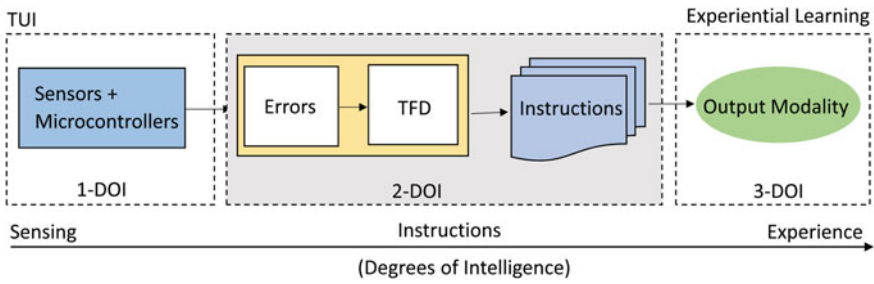 TUI
Experiential Learning
Sensors +
Microcontrollers
Errors
TFD
Instructions
Output Modality
1-DOI
2-DOI
3-DOI
Sensing
Instructions
Experience
(Degrees of Intelligence)